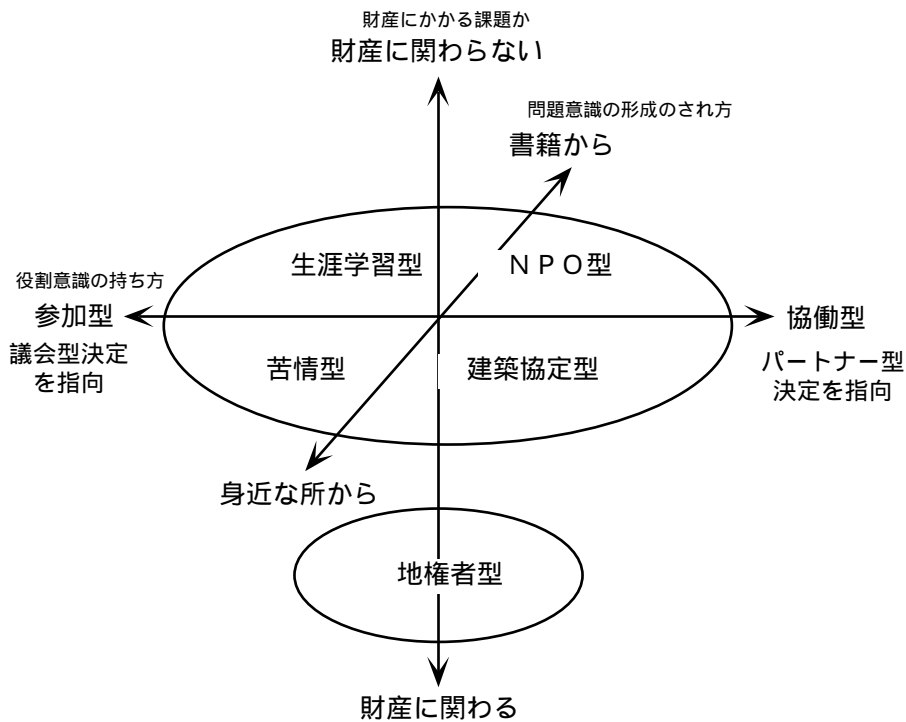 財産にかかる課題か
財産に関わらない
問題意識の形成のされ方
書籍から
生涯学習型
ＮＰＯ型
役割意識の持ち方
参加型
協働型
議会型決定
を指向
パートナー型
決定を指向
苦情型
建築協定型
身近な所から
地権者型
財産に関わる